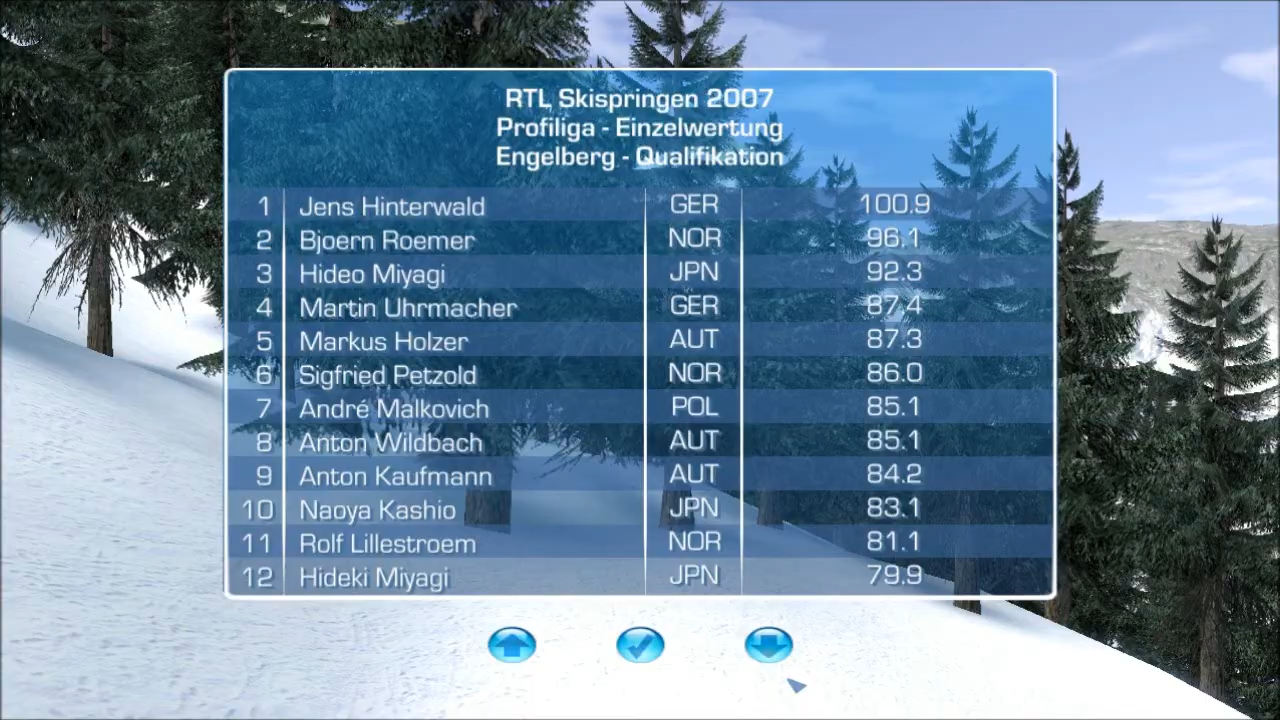 RTL Skispringen 2007
Profiliga - Einzelwertung
Engelberg - Qualifikation
1 Jens Hinterwald GER 100.9
2 Bjoern Roemer NOR 96.1
3 Hideo Miyagi JPN 92.3
4 Martin Uhrmacher GER 87.4
5 Markus Holzer AUT 87.3
6 Sigfried Petzold NOR 86.0
7 André Malkovich POL 85.1
8 Anton Wildbach AUT 85.1
9 Anton Kaufmann AUT 84.2
10 Naoya Kashio JPN 83.1
11 Rolf Lillestroem NOR 81.1
12 Hideki Miyagi JPN 79.9